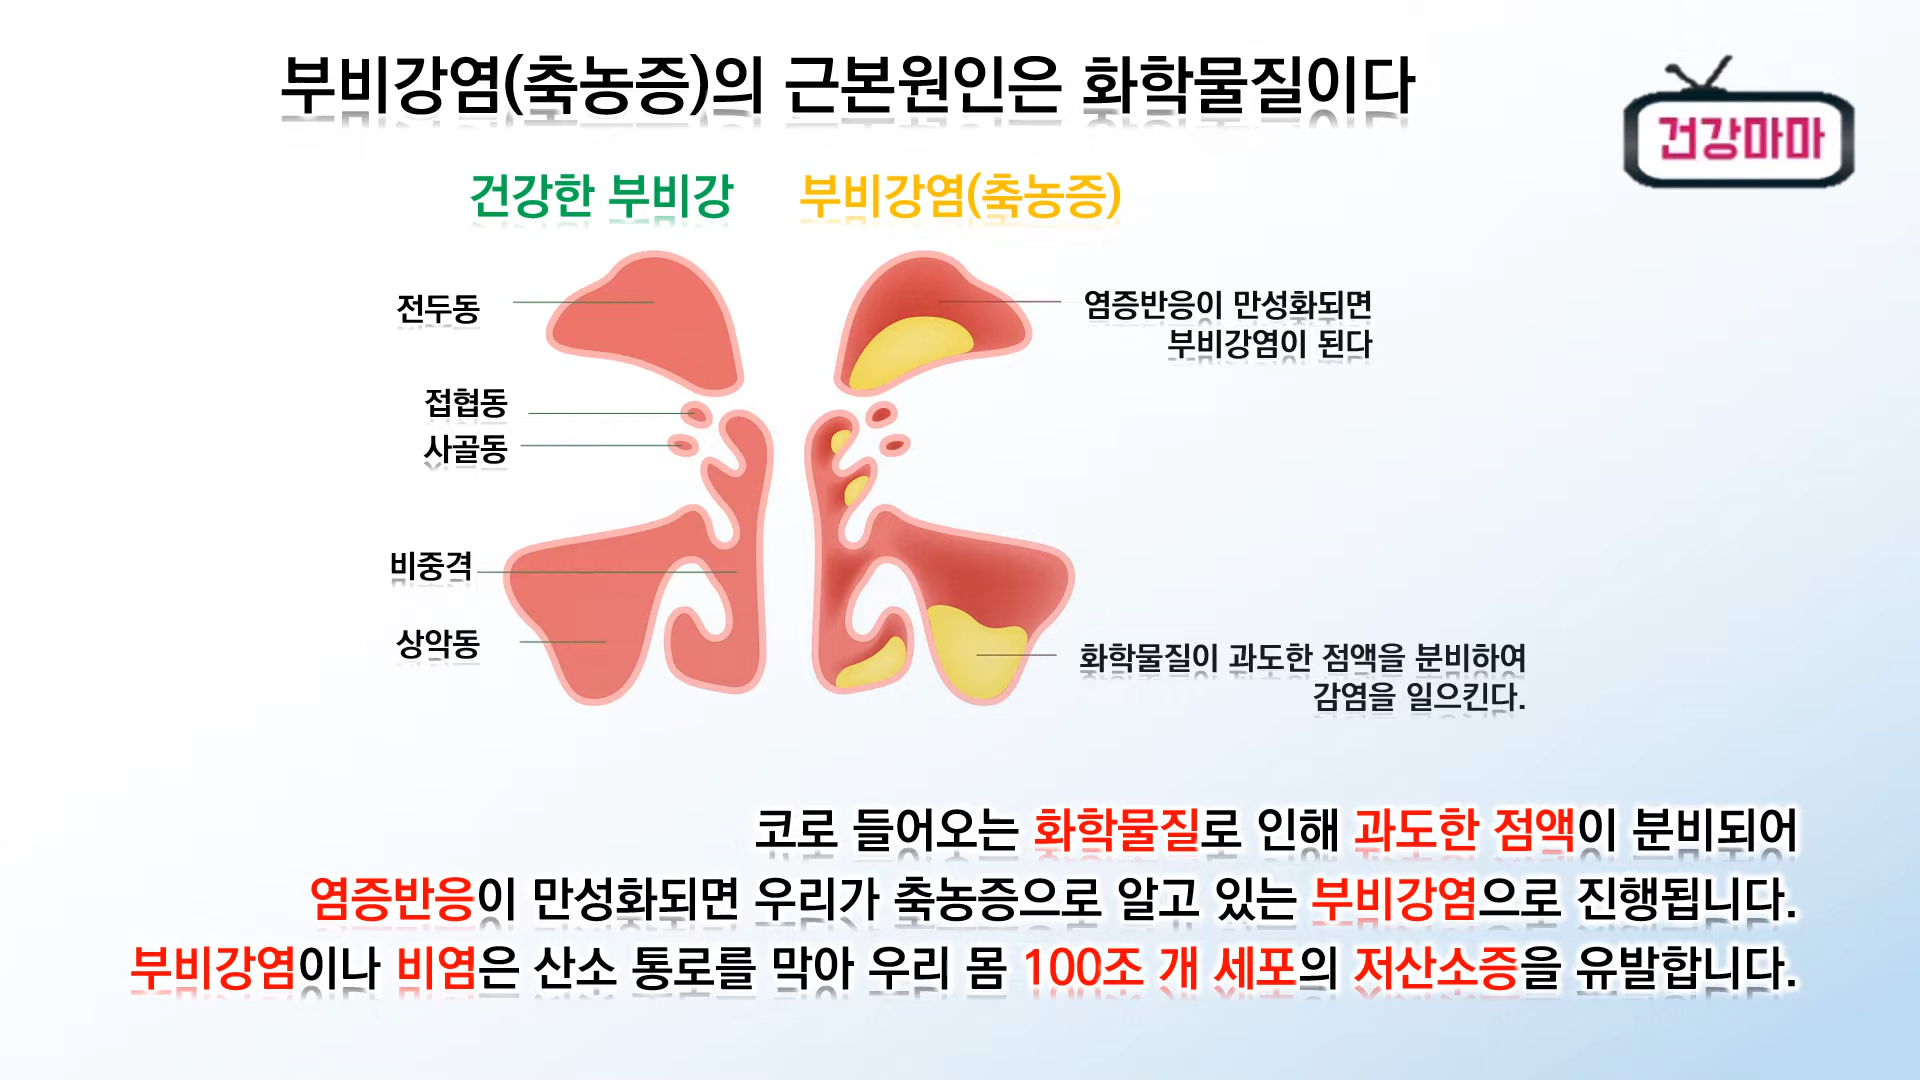 부비강염(축농증)의 근본원인은 화학물질이다
건강마마
건강한 부비강
부비강염(축농증)
전두동
접협동
사골동
비중격
상악동
염증반응이 만성화되면
부비강염이 된다
화학물질이 과도한 점액을 분비하여
감염을 일으킨다.
코로 들어오는 화학물질로 인해 과도한 점액이 분비되어
염증반응이 만성화되면 우리가 축농증으로 알고 있는 부비강염으로 진행됩니다.
부비강염이나 비염은 산소 통로를 막아 우리 몸 100조 개 세포의 저산소증을 유발합니다.